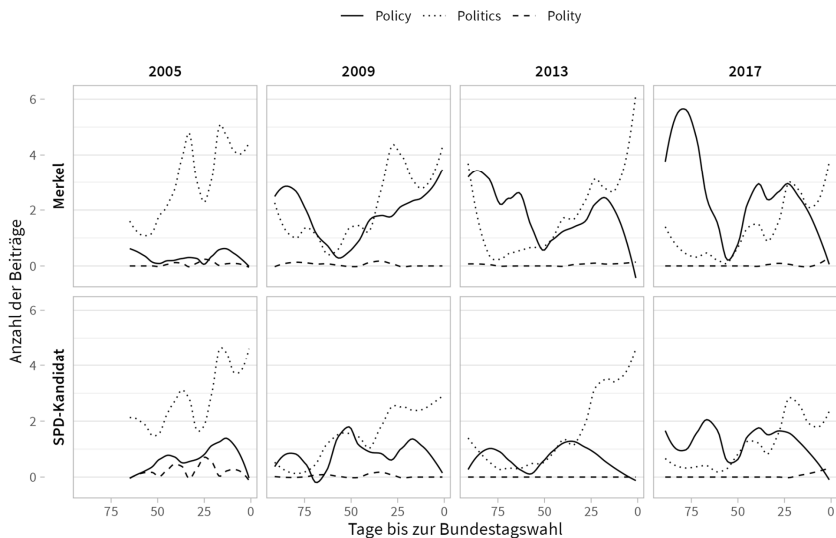 Policy Politics Polity
2005 2009 2013 2017
Anzahl der Beiträge
Merkel
6
4
2
0
SPD-Kandidat
6
4
2
0
75 50 25 0 75 50 25 0 75 50 25 0 75 50 25 0
Tage bis zur Bundestagswahl